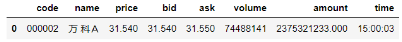 code name price bid ask volume amount time
0 000002 万 科A 31.540 31.540 31.550 74488141 2375321233.000 15:00:03